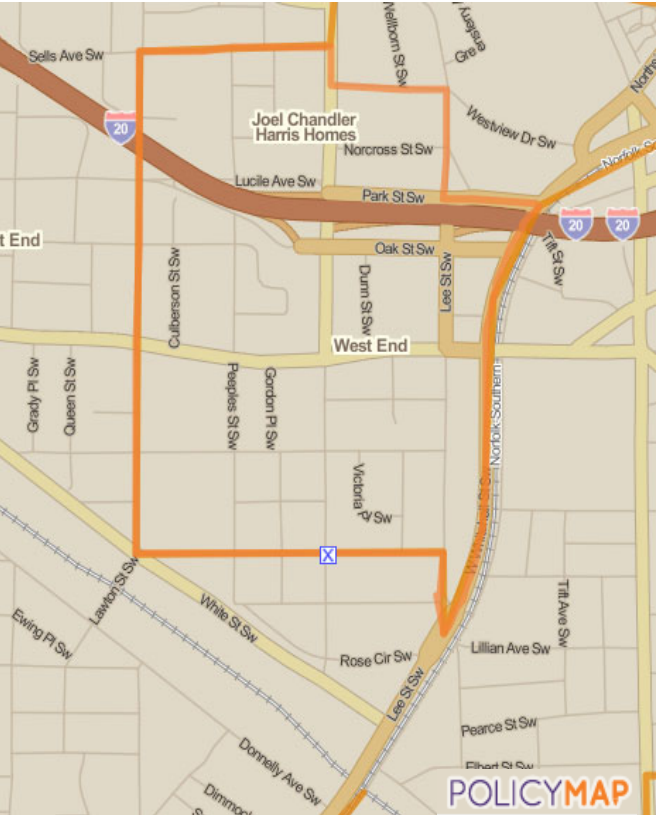 Sells Ave Sw
Wellborn St Sw
Westview Dr Sw
20
Joel Chandler
Harris Homes
Norcross St Sw
Lucile Ave Sw
Park St Sw
20
20
t End
Oak St Sw
Tift St Sw
Culberson St Sw
Dunn St Sw
Lee St Sw
West End
Grady Pl Sw
Queen St Sw
Peeples St Sw
Gordon Pl Sw
Norfolk Southern
Victoria Pl Sw
X
Lawton St Sw
White St Sw
Ewing Pl Sw
Tift Ave Sw
Rose Cir Sw
Lillian Ave Sw
Lee St Sw
Pearce St Sw
Donnelly Ave Sw
Elbert St Sw
POLICYMAP